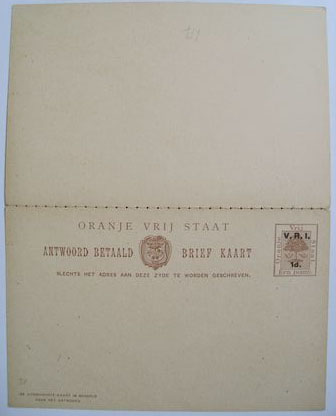 ORANJE VRIJ STAAT
ANTWOORD BETAALD BRIEF KAART
SLECHTS HET ADRES AAN DEZE ZYDE TE WORDEN GESCHREVEN.
V.R.I.
1d.